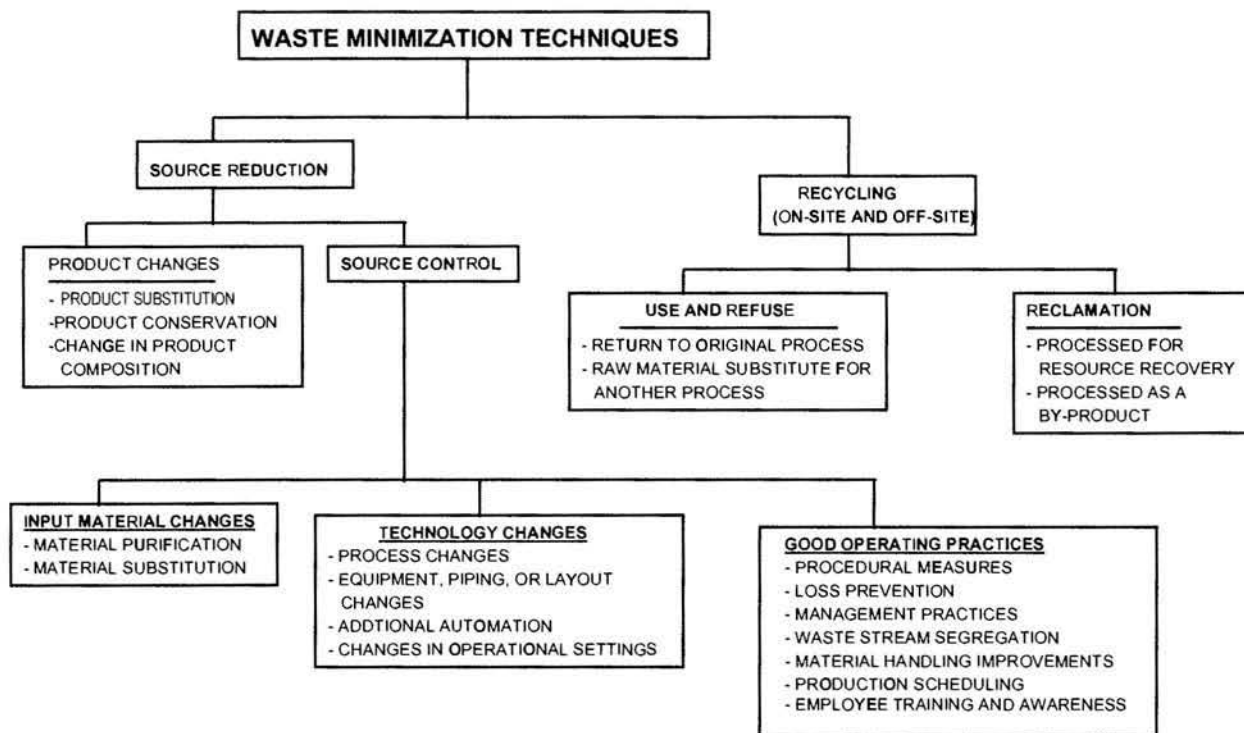 WASTE MINIMIZATION TECHNIQUES
SOURCE REDUCTION
RECYCLING
(ON-SITE AND OFF-SITE)
PRODUCT CHANGES
- PRODUCT SUBSTITUTION
-PRODUCT CONSERVATION
-CHANGE IN PRODUCT
COMPOSITION
SOURCE CONTROL
USE AND REFUSE
- RETURN TO ORIGINAL PROCESS
- RAW MATERIAL SUBSTITUTE FOR
ANOTHER PROCESS
RECLAMATION
- PROCESSED FOR
RESOURCE RECOVERY
- PROCESSED AS A
BY-PRODUCT
INPUT MATERIAL CHANGES
- MATERIAL PURIFICATION
- MATERIAL SUBSTITUTION
TECHNOLOGY CHANGES
- PROCESS CHANGES
- EQUIPMENT, PIPING, OR LAYOUT
CHANGES
- ADDTIONAL AUTOMATION
- CHANGES IN OPERATIONAL SETTINGS
GOOD OPERATING PRACTICES
- PROCEDURAL MEASURES
- LOSS PREVENTION
- MANAGEMENT PRACTICES
- WASTE STREAM SEGREGATION
- MATERIAL HANDLING IMPROVEMENTS
- PRODUCTION SCHEDULING
- EMPLOYEE TRAINING AND AWARENESS